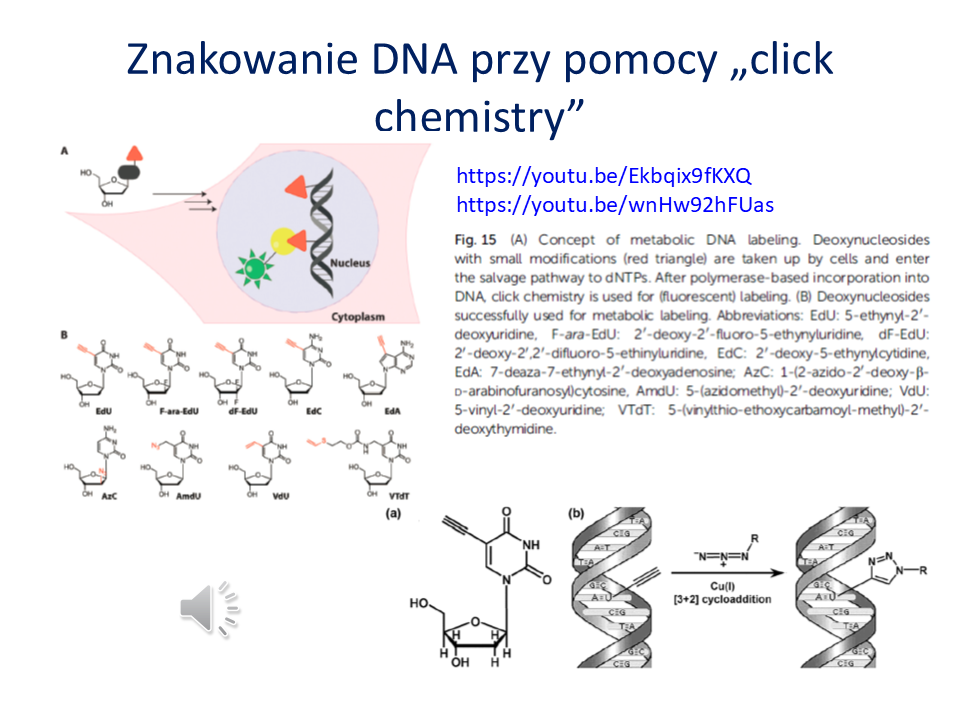 Znakowanie DNA przy pomocy „click
chemistry”
https://youtu.be/Ekbqix9fKXQ
https://youtu.be/wnHw92hFUas
A
HO
OH
Nucleus
Cytoplasm
Fig. 15 (A) Concept of metabolic DNA labeling. Deoxynucleosides
with small modifications (red triangle) are taken up by cells and enter
the salvage pathway to dNTPs. After polymerase-based incorporation into
DNA, click chemistry is used for (fluorescent) labeling. (B) Deoxynucleosides
successfully used for metabolic labeling. Abbreviations: EdU: 5-ethynyl-2′-
deoxyuridine, F-ara-EdU: 2′-deoxy-2′-fluoro-5-ethynyluridine, dF-EdU:
2′-deoxy-2′,2′-difluoro-5-ethinyluridine, EdC: 2′-deoxy-5-ethynylcytidine,
EdA: 7-deaza-7-ethynyl-2′-deoxyadenosine; AzC: 1-(2-azido-2′-deoxy-β-
D-arabinofuranosyl)cytosine, AmdU: 5-(azidomethyl)-2′-deoxyuridine; VdU:
5-vinyl-2′-deoxyuridine; VTdT: 5-(vinylthio-ethoxycarbamoyl-methyl)-2′-
deoxythymidine.
B
EdU F-ara-EdU dF-EdU EdC EdA
AzC AmdU VdU VTdT
(a)
O
NH
N
O
HO
O
H H H H
OH H
(b)
T=A
C≡G
A=T
T=A
G≡C
A=U
C≡G
T=A
G≡C
C≡G
R
⁻N=N=N
+
Cu(I)
[3+2] cycloaddition
T=A
C≡G
A=T
T=A
G≡C
A=U
C≡G
T=A
G≡C
C≡G
N=N
N—R